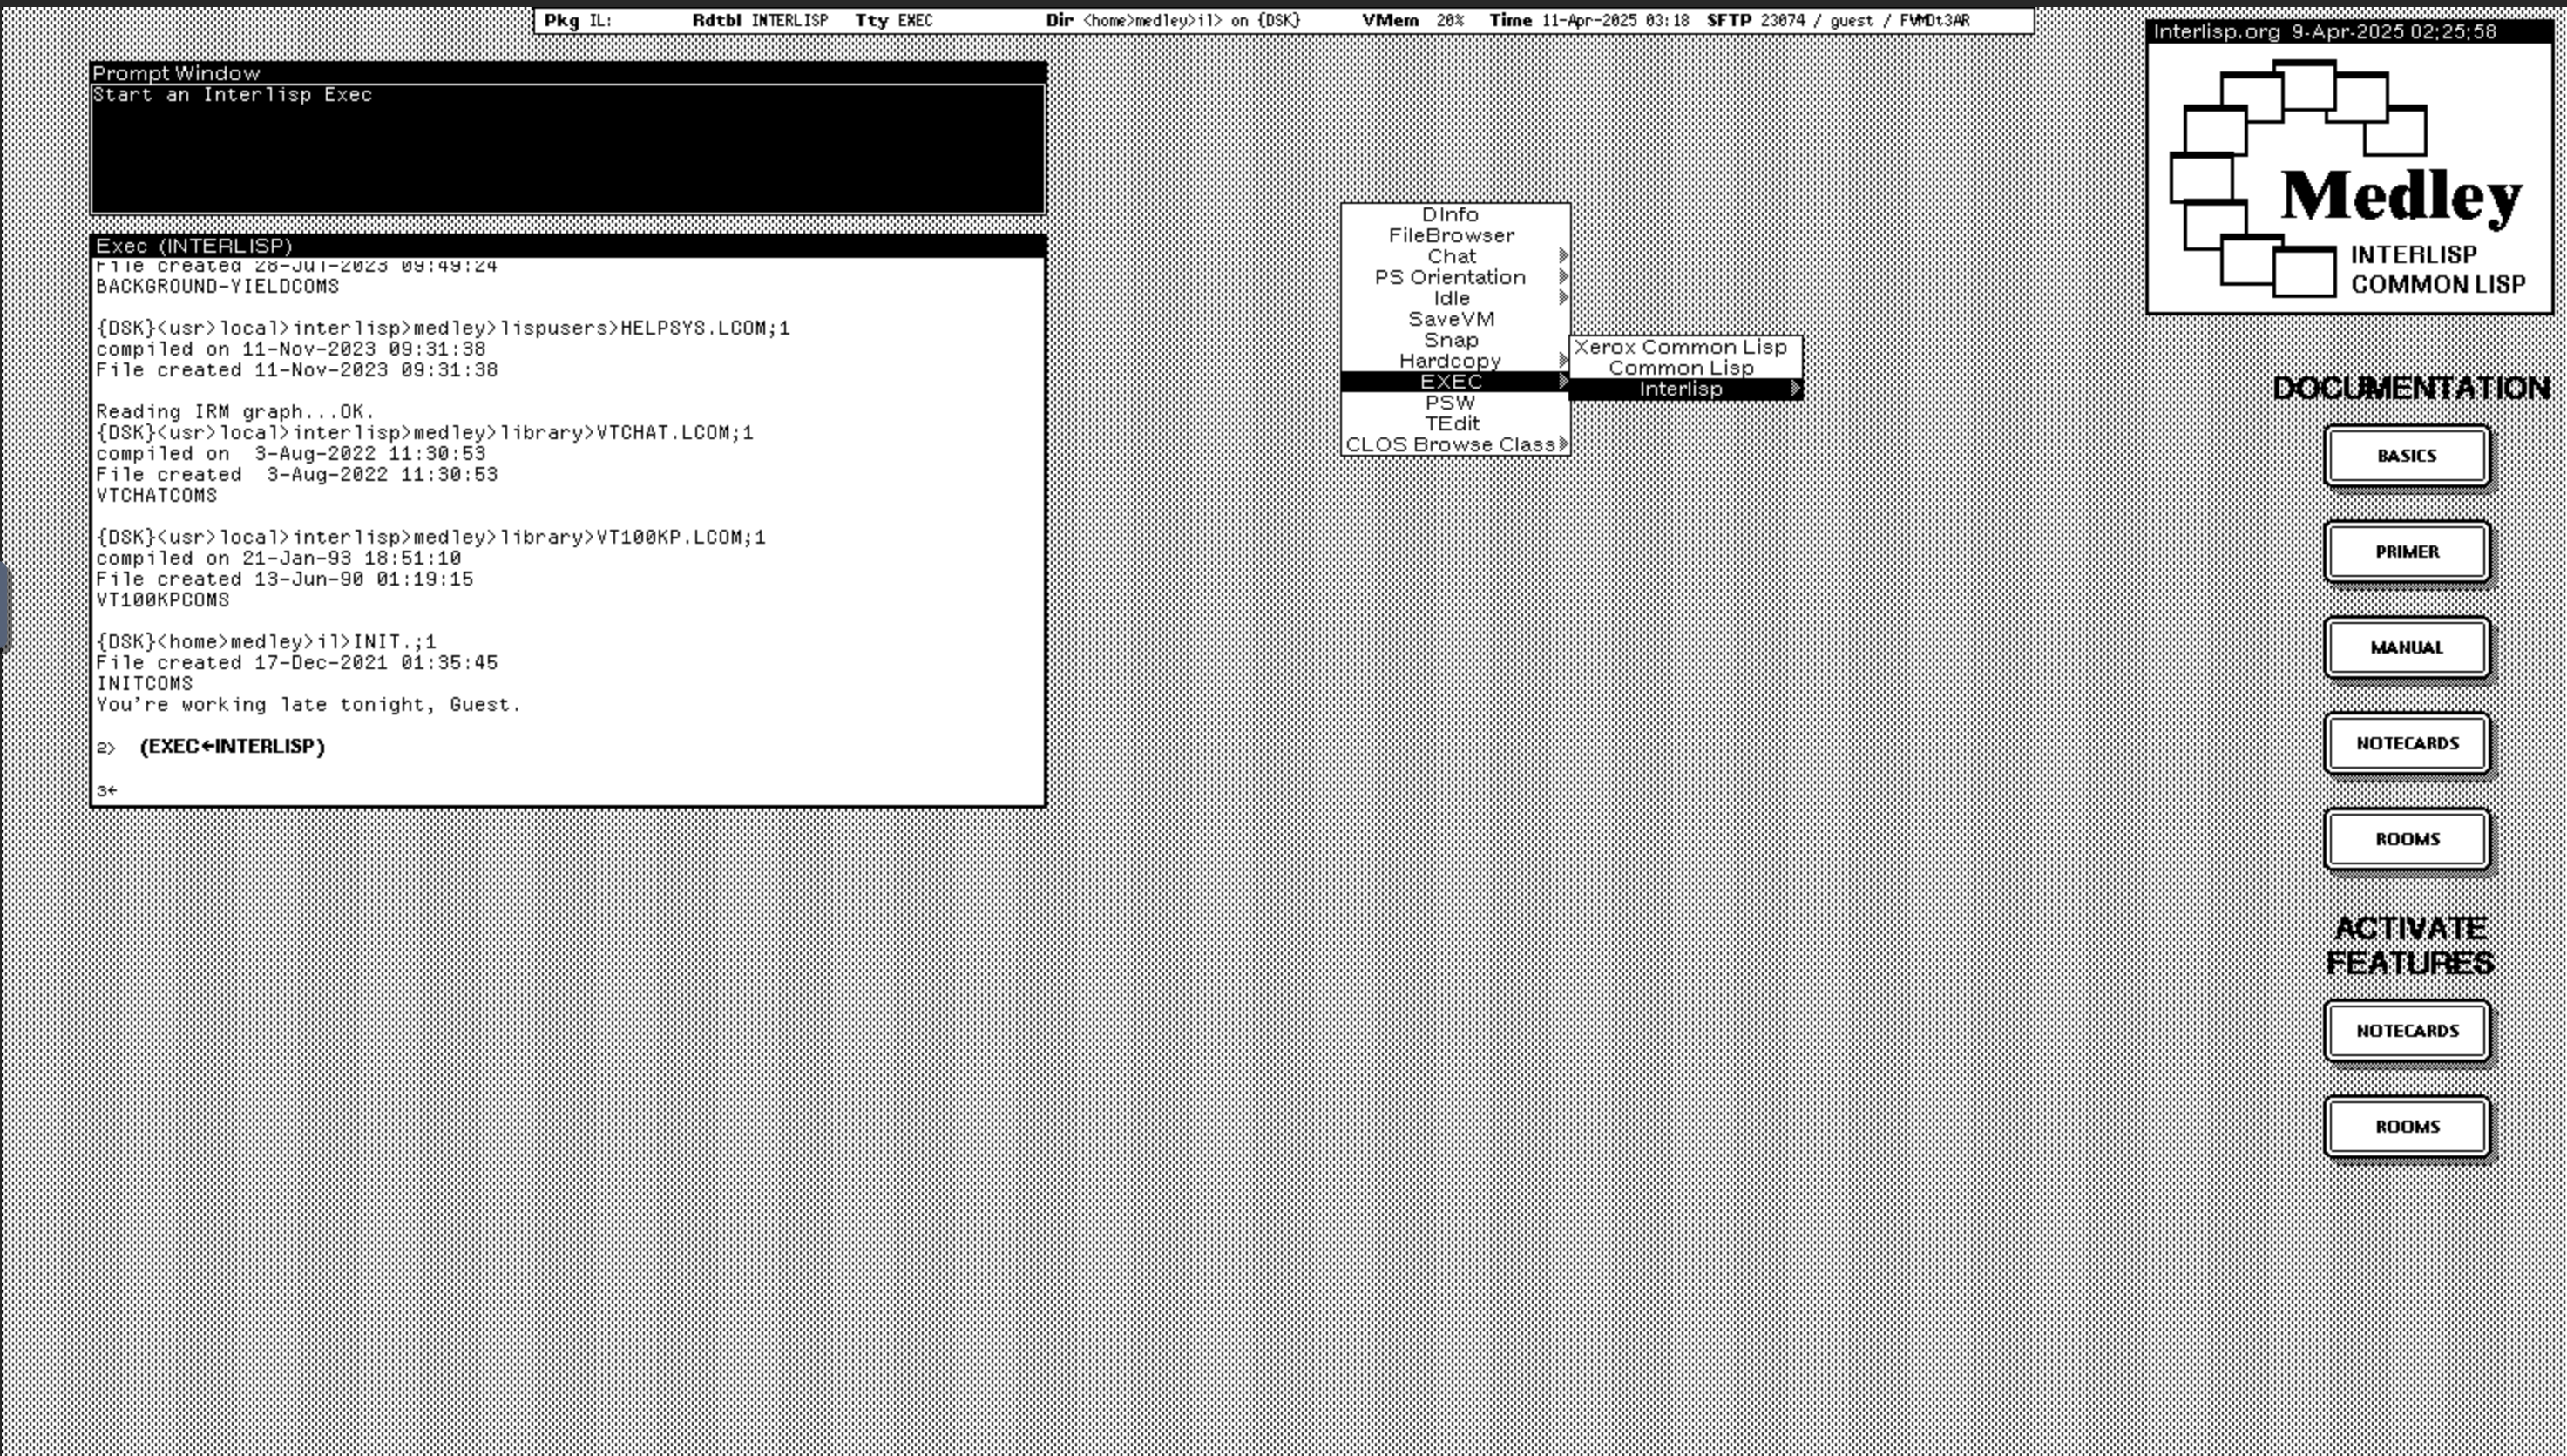 Pkg IL: Rdtbl INTERLISP Tty EXEC Dir <home>medley>il> on {DSK} VMem 20% Time 11-Apr-2025 03:18 SFTP 23074 / guest / FWMDt3AR
Prompt Window
Start an Interlisp Exec
Exec (INTERLISP)
File created 28-Jul-2023 09:49:24
BACKGROUND-YIELDCOMS
{DSK}<usr>local>interlisp>medley>lispusers>HELPSYS.LCOM;1
compiled on 11-Nov-2023 09:31:38
File created 11-Nov-2023 09:31:38
Reading IRM graph...OK.
{DSK}<usr>local>interlisp>medley>library>VTCHAT.LCOM;1
compiled on  3-Aug-2022 11:30:53
File created  3-Aug-2022 11:30:53
VTCHATCOMS
{DSK}<usr>local>interlisp>medley>library>VT100KP.LCOM;1
compiled on 21-Jan-93 18:51:10
File created 13-Jun-90 01:19:15
VT100KPCOMS
{DSK}<home>medley>il>INIT.;1
File created 17-Dec-2021 01:35:45
INITCOMS
You're working late tonight, Guest.
2> (EXEC←INTERLISP)
3←
DInfo
FileBrowser
Chat
PS Orientation
Idle
SaveVM
Snap
Hardcopy
EXEC
PSW
TEdit
CLOS Browse Class
Xerox Common Lisp
Common Lisp
Interlisp
Interlisp.org 9-Apr-2025 02:25:58
Medley
INTERLISP
COMMON LISP
DOCUMENTATION
BASICS
PRIMER
MANUAL
NOTECARDS
ROOMS
ACTIVATE
FEATURES
NOTECARDS
ROOMS